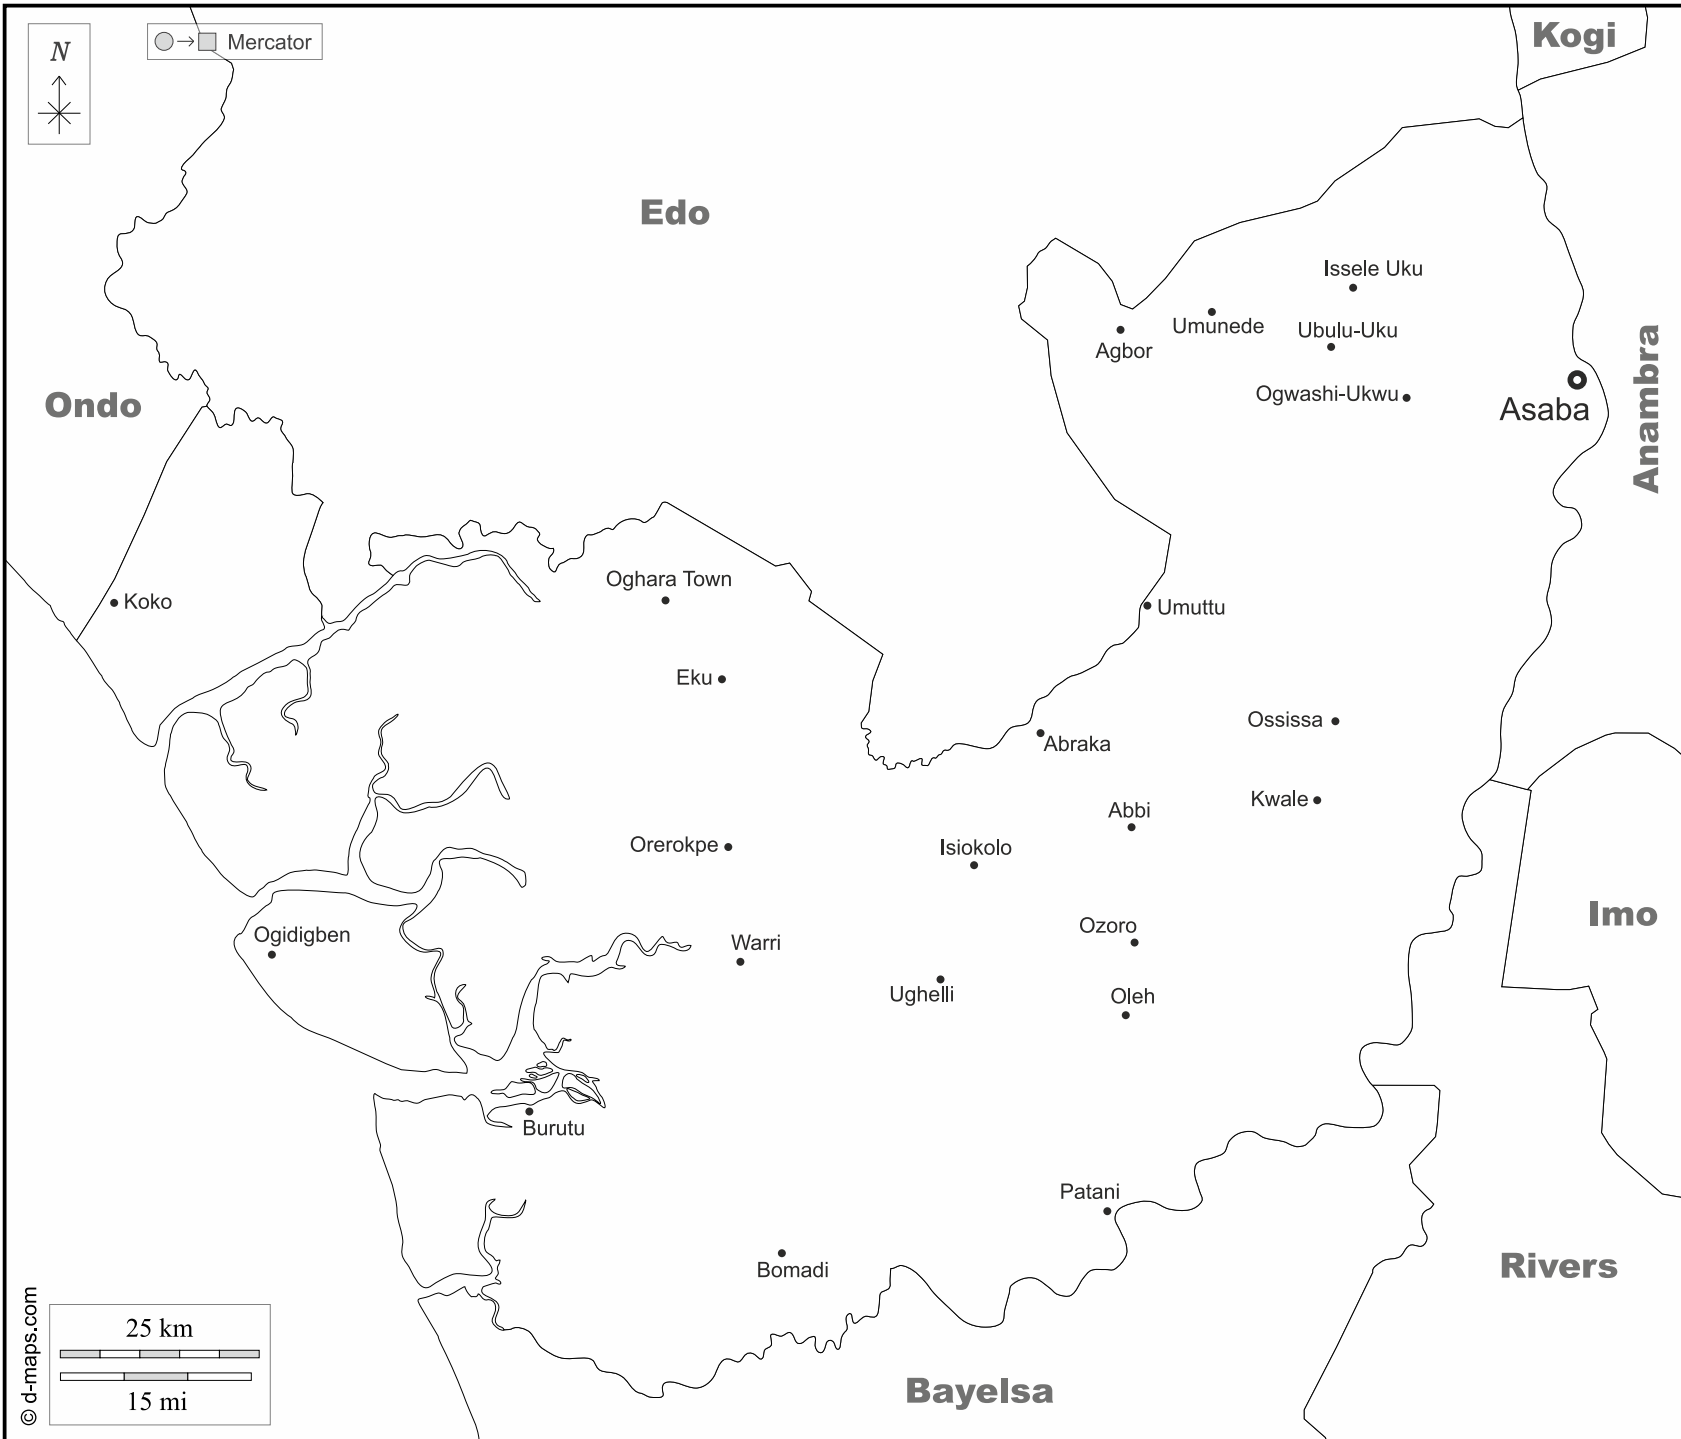 Kogi
N
Mercator
Edo
Issele Uku
Umunede
Ubulu-Uku
Agbor
Anambra
Ondo
Ogwashi-Ukwu
Asaba
Oghara Town
Koko
Umuttu
Eku
Ossissa
Abraka
Kwale
Abbi
Orerokpe
Isiokolo
Imo
Ogidigben
Warri
Ozoro
Ughelli
Oleh
Burutu
Patani
Bomadi
Rivers
25 km
15 mi
Bayelsa
© d-maps.com